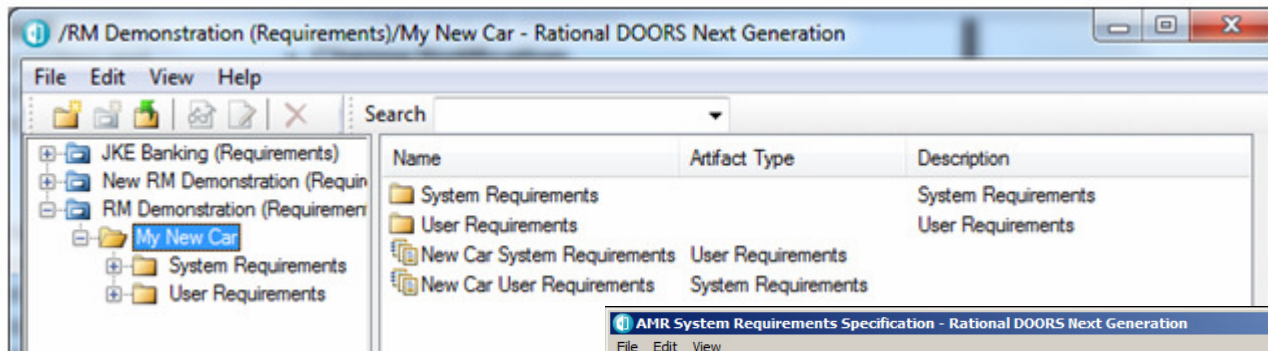 /RM Demonstration (Requirements)/My New Car - Rational DOORS Next Generation
File Edit View Help
Search
JKE Banking (Requirements)
New RM Demonstration (Requir
RM Demonstration (Requiremen
My New Car
System Requirements
User Requirements
Name Artifact Type Description
System Requirements System Requirements
User Requirements User Requirements
New Car System Requirements User Requirements
New Car User Requirements System Requirements
AMR System Requirements Specification - Rational DOORS Next Generation
File Edit View